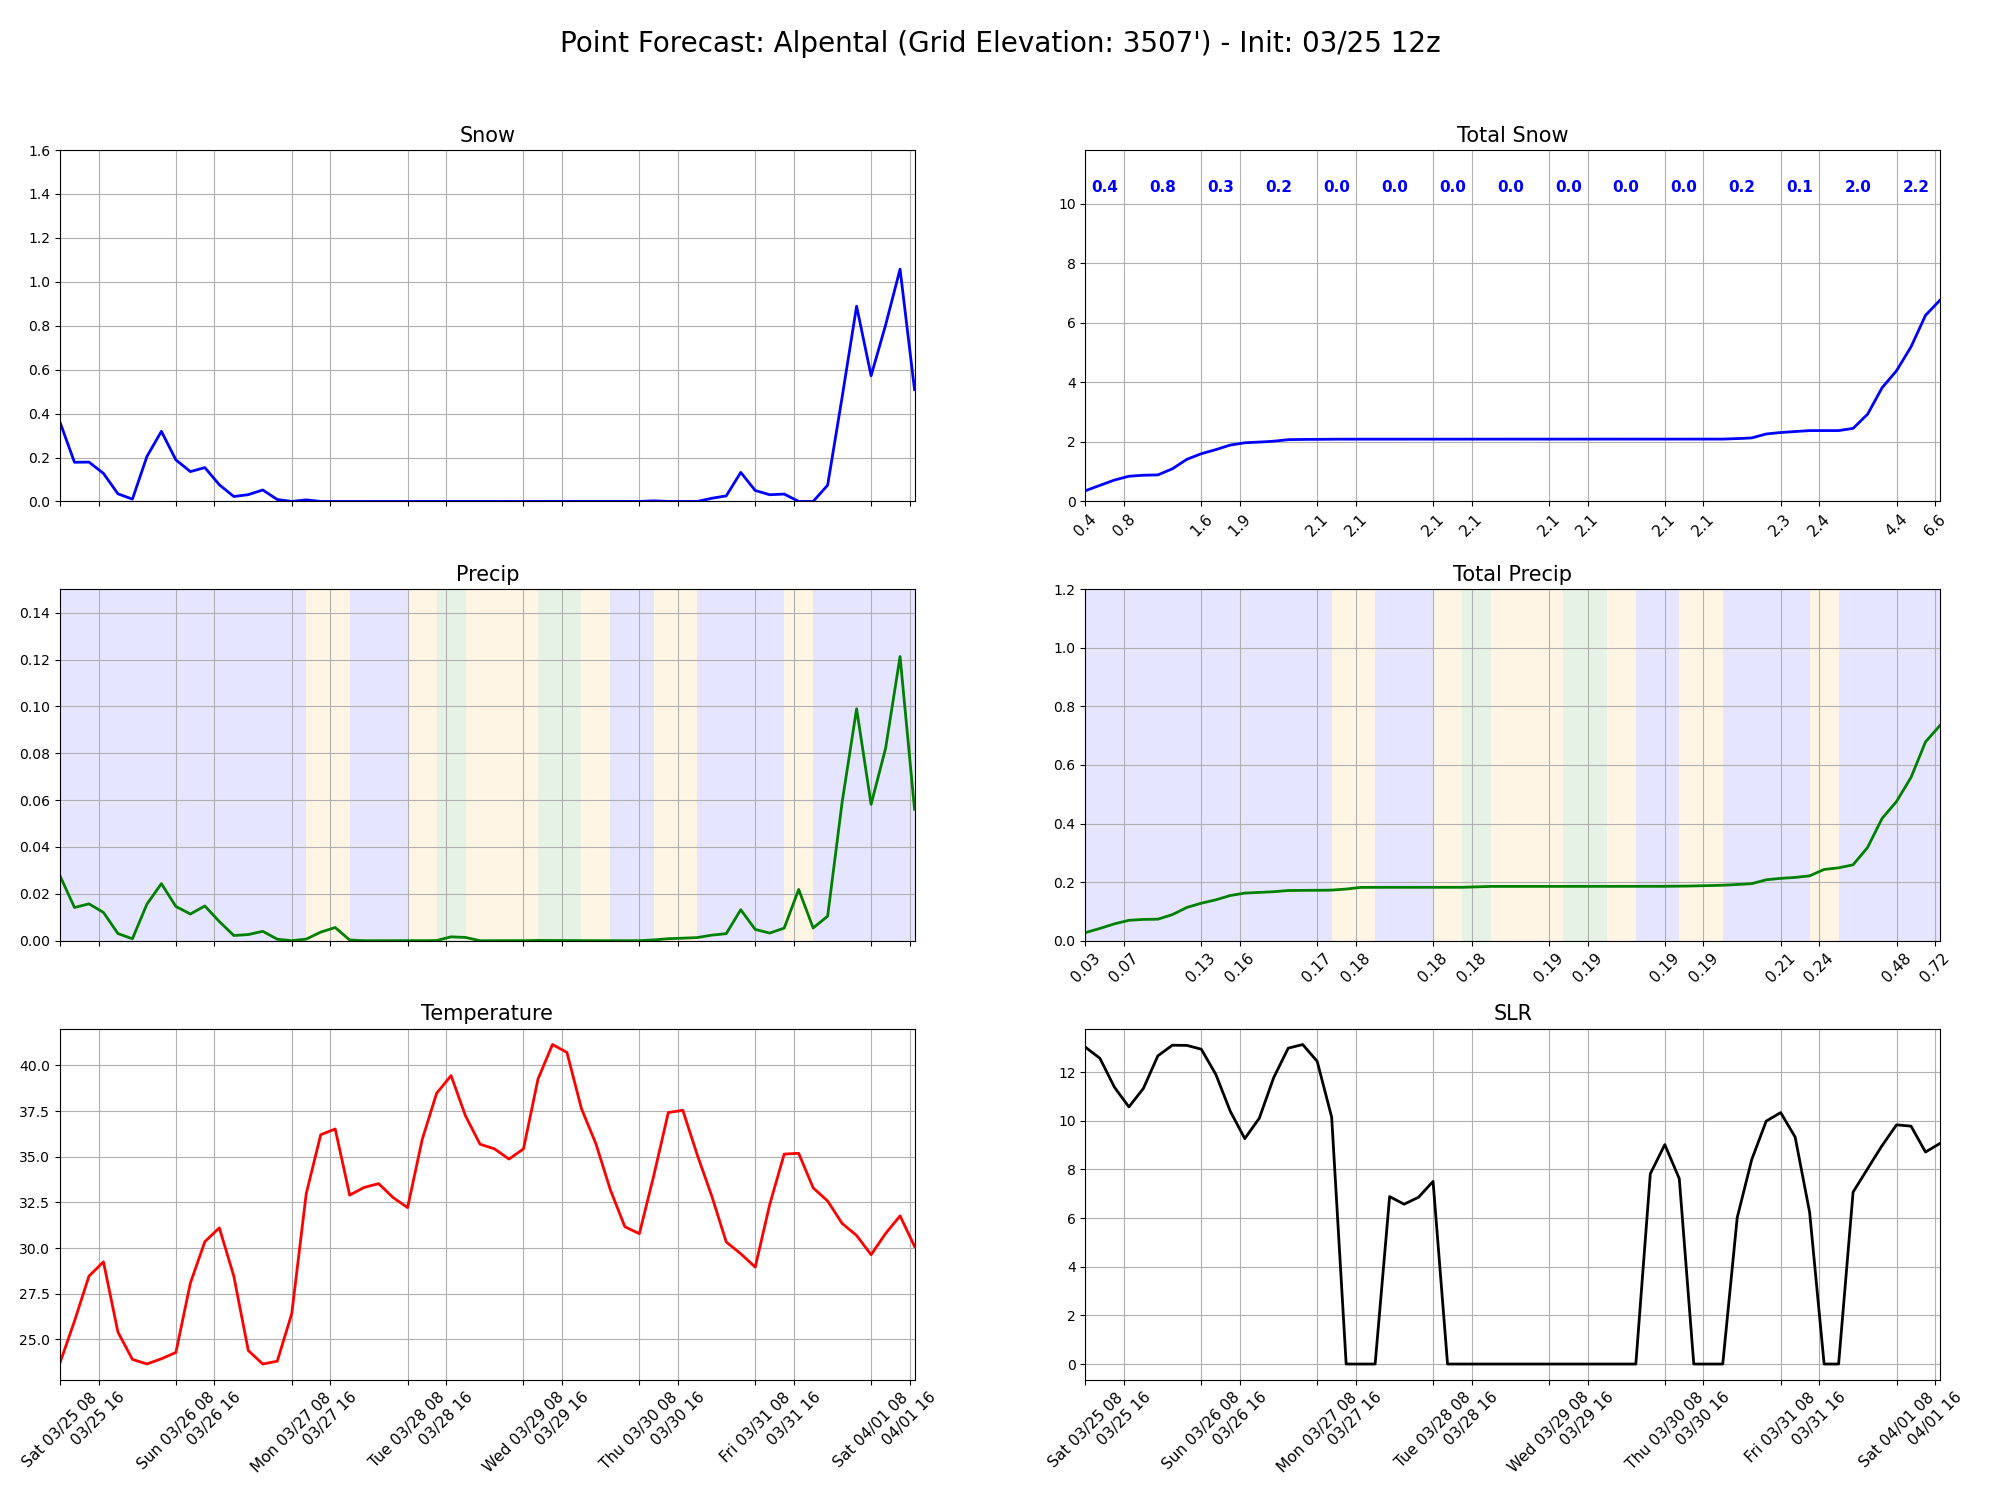 Point Forecast: Alpental (Grid Elevation: 3507') - Init: 03/25 12z
Snow
1.6
1.4
1.2
1.0
0.8
0.6
0.4
0.2
0.0
Total Snow
0.4 0.8 0.3 0.2 0.0 0.0 0.0 0.0 0.0 0.0 0.0 0.2 0.1 2.0 2.2
10
8
6
4
2
0
0.4 0.8 1.6 1.9 2.1 2.1 2.1 2.1 2.1 2.1 2.1 2.1 2.3 2.4 4.4 6.6
Precip
0.14
0.12
0.10
0.08
0.06
0.04
0.02
0.00
Total Precip
1.2
1.0
0.8
0.6
0.4
0.2
0.0
0.03 0.07 0.13 0.16 0.17 0.18 0.18 0.18 0.19 0.19 0.19 0.19 0.21 0.24 0.48 0.72
Temperature
40.0
37.5
35.0
32.5
30.0
27.5
25.0
Sat 03/25 08
03/25 16
Sun 03/26 08
03/26 16
Mon 03/27 08
03/27 16
Tue 03/28 08
03/28 16
Wed 03/29 08
03/29 16
Thu 03/30 08
03/30 16
Fri 03/31 08
03/31 16
Sat 04/01 08
04/01 16
SLR
12
10
8
6
4
2
0
Sat 03/25 08
03/25 16
Sun 03/26 08
03/26 16
Mon 03/27 08
03/27 16
Tue 03/28 08
03/28 16
Wed 03/29 08
03/29 16
Thu 03/30 08
03/30 16
Fri 03/31 08
03/31 16
Sat 04/01 08
04/01 16